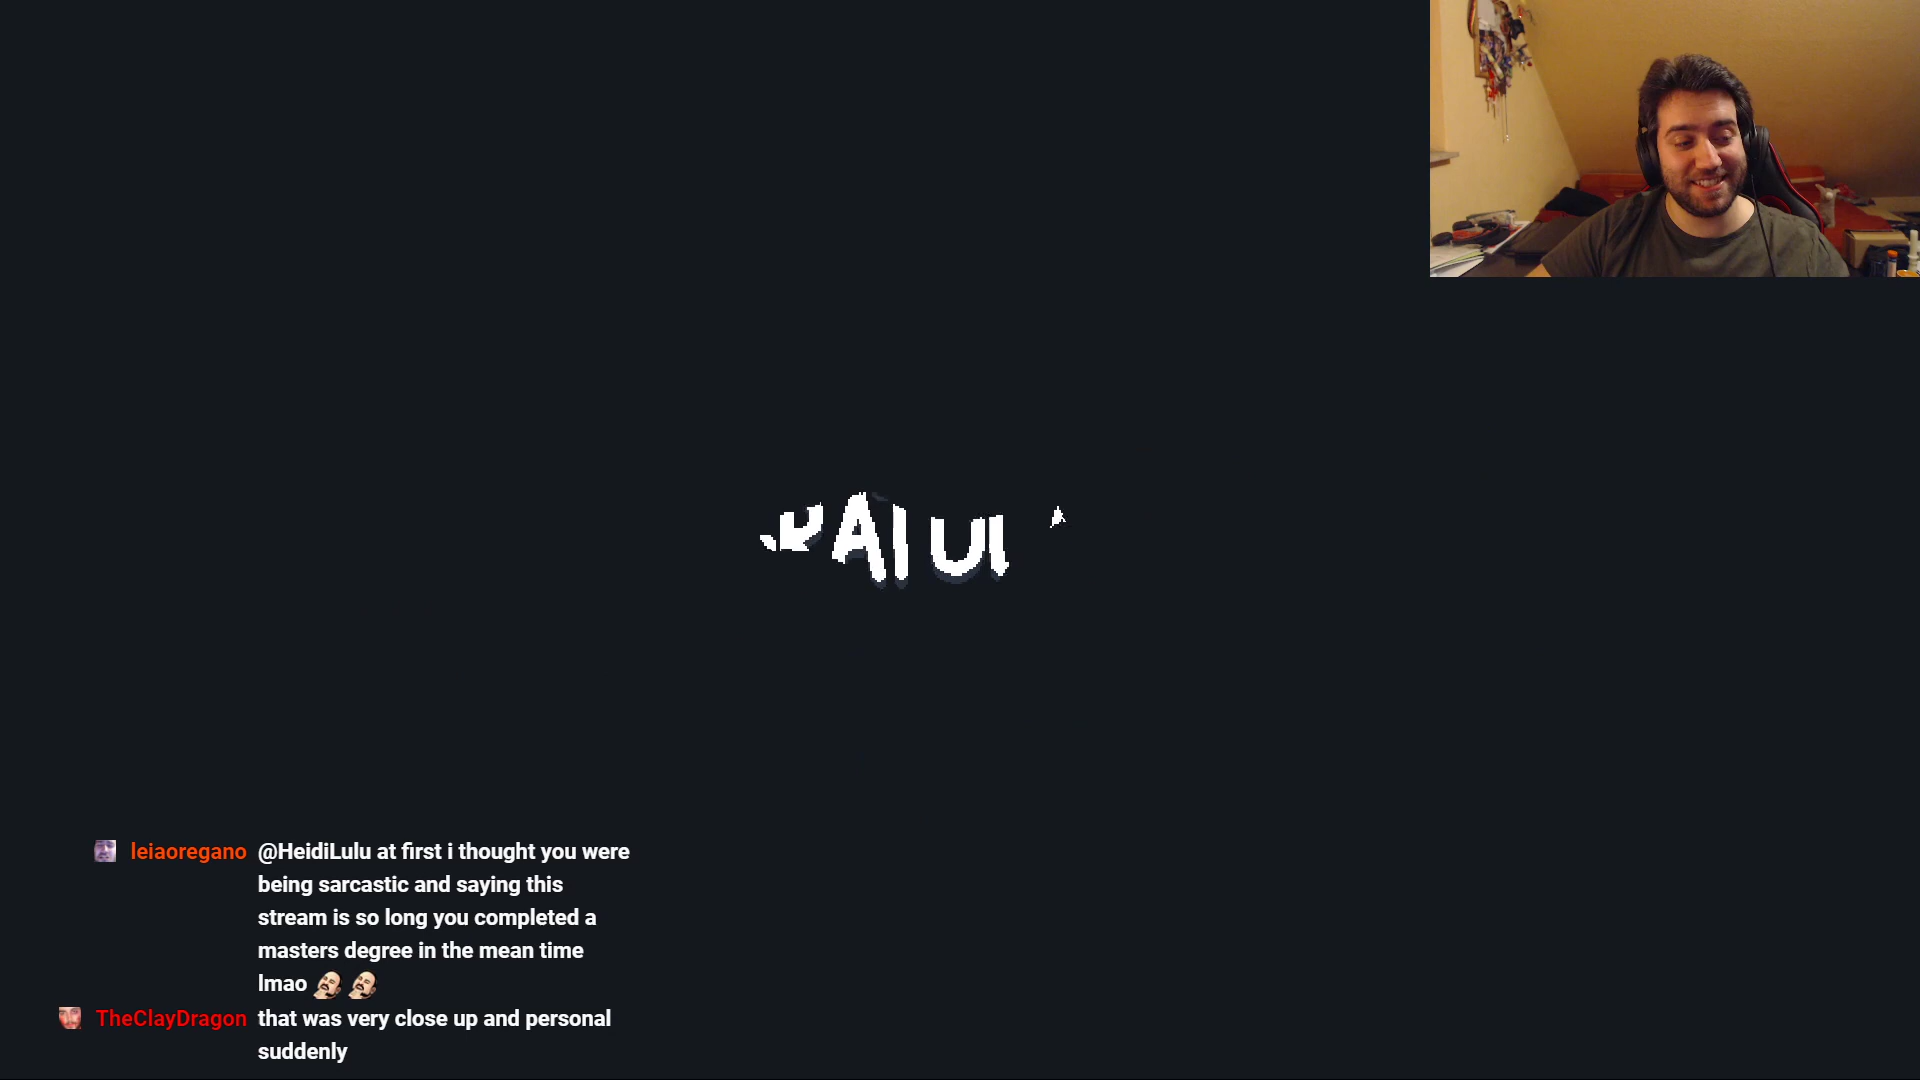 leiaoregano @HeidiLulu at first i thought you were
being sarcastic and saying this
stream is so long you completed a
masters degree in the mean time
lmao
TheClayDragon that was very close up and personal
suddenly